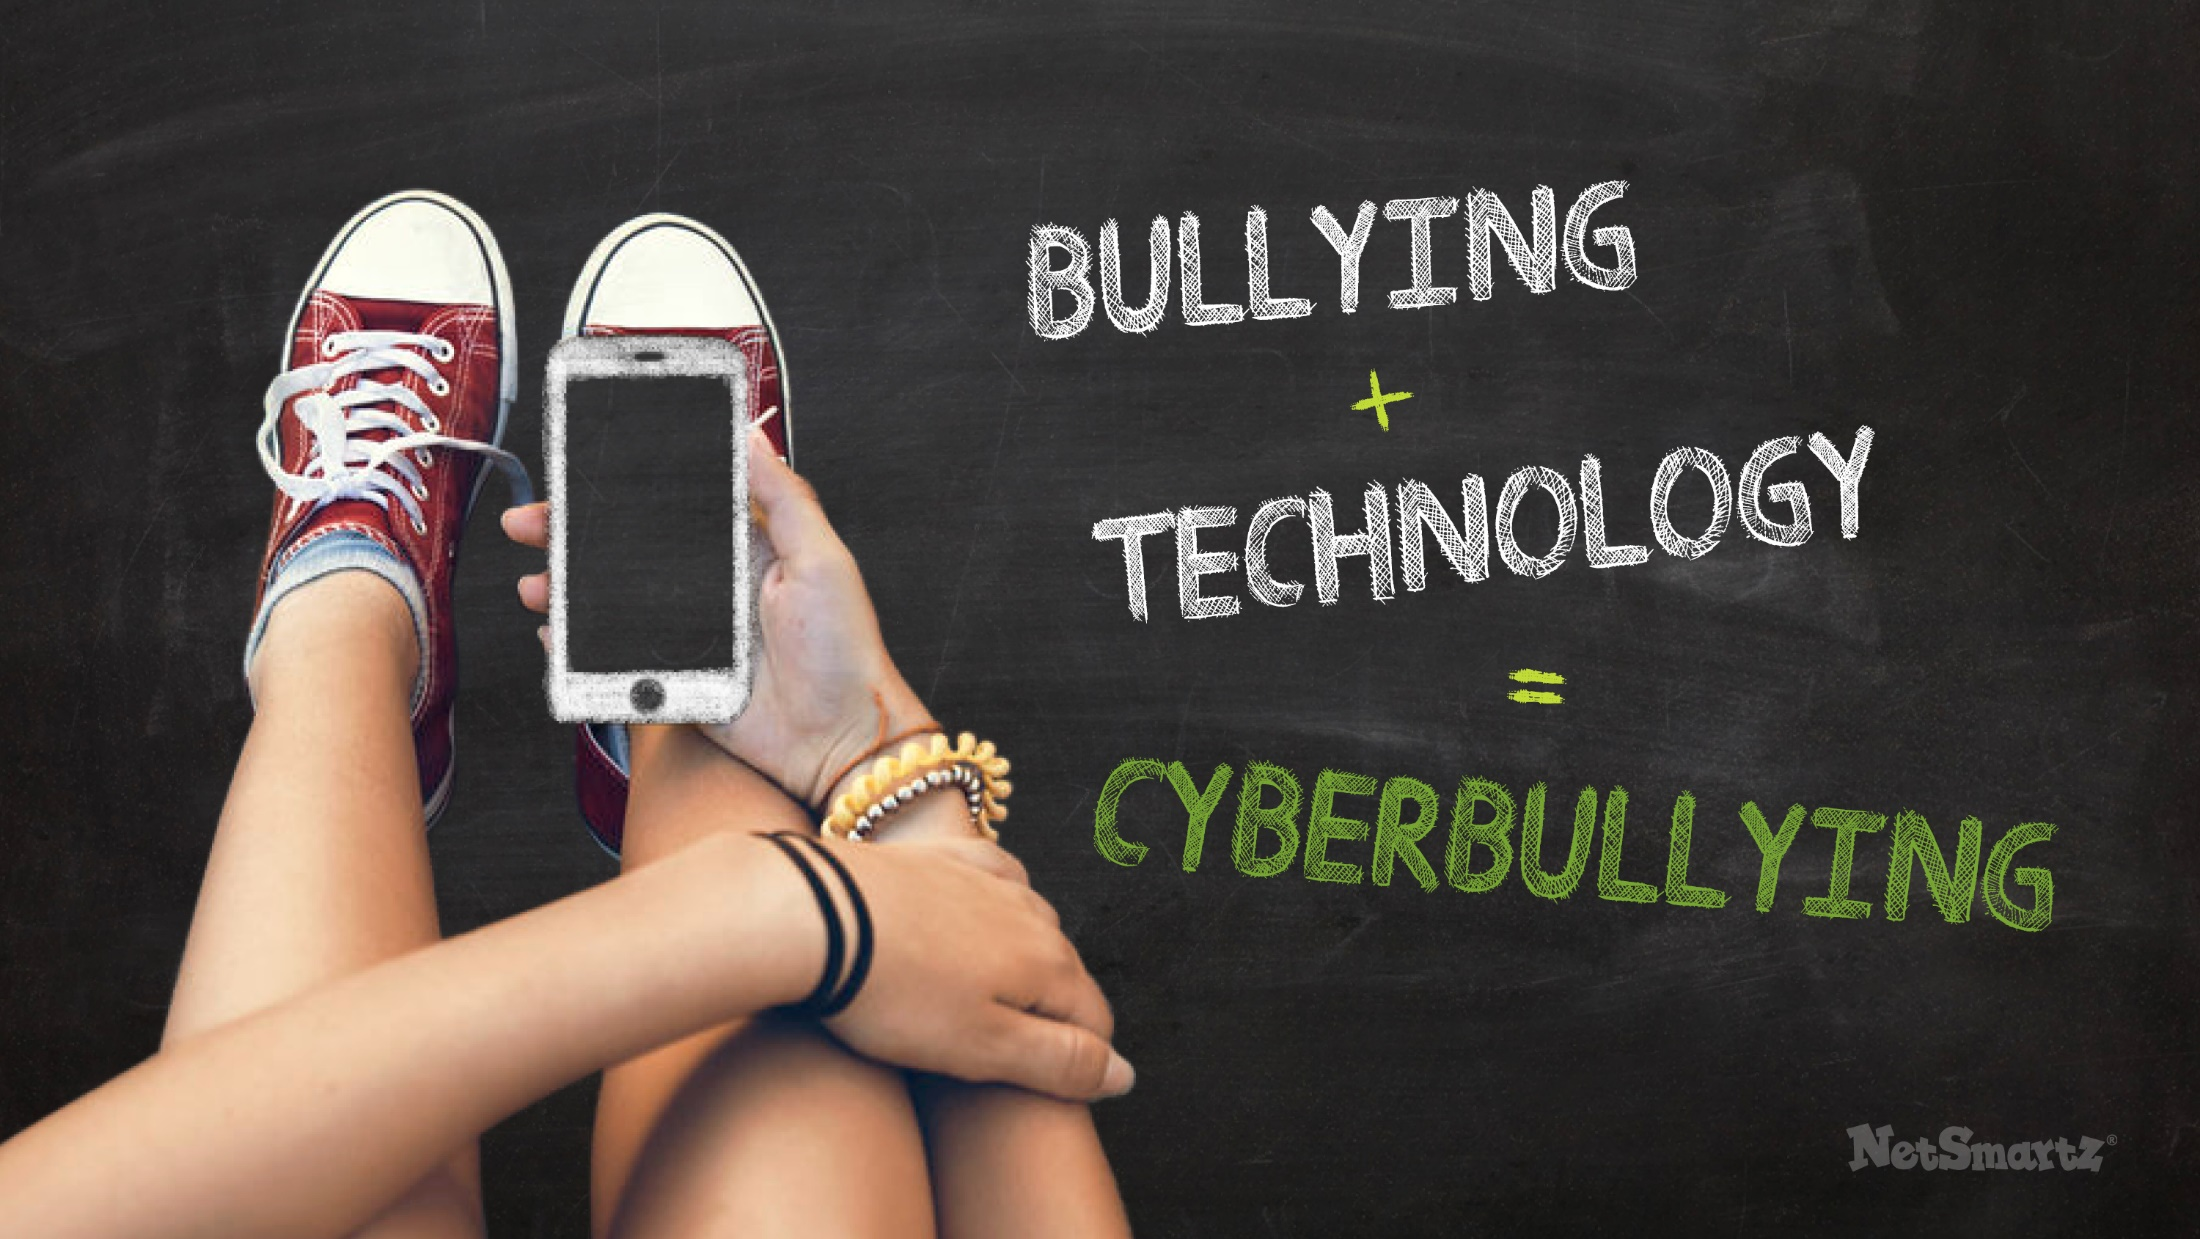 BULLYING
+
TECHNOLOGY
=
CYBERBULLYING
NetSmartz®